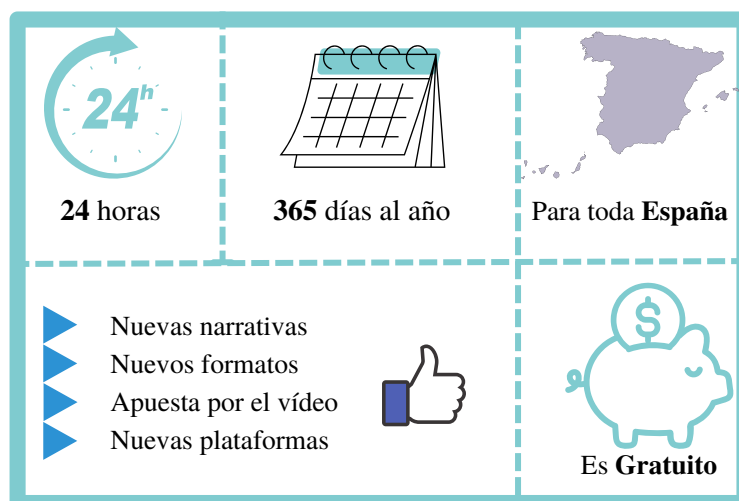 24h
24 horas
365 días al año
Para toda España
Nuevas narrativas
Nuevos formatos
Apuesta por el vídeo
Nuevas plataformas
$
Es Gratuito